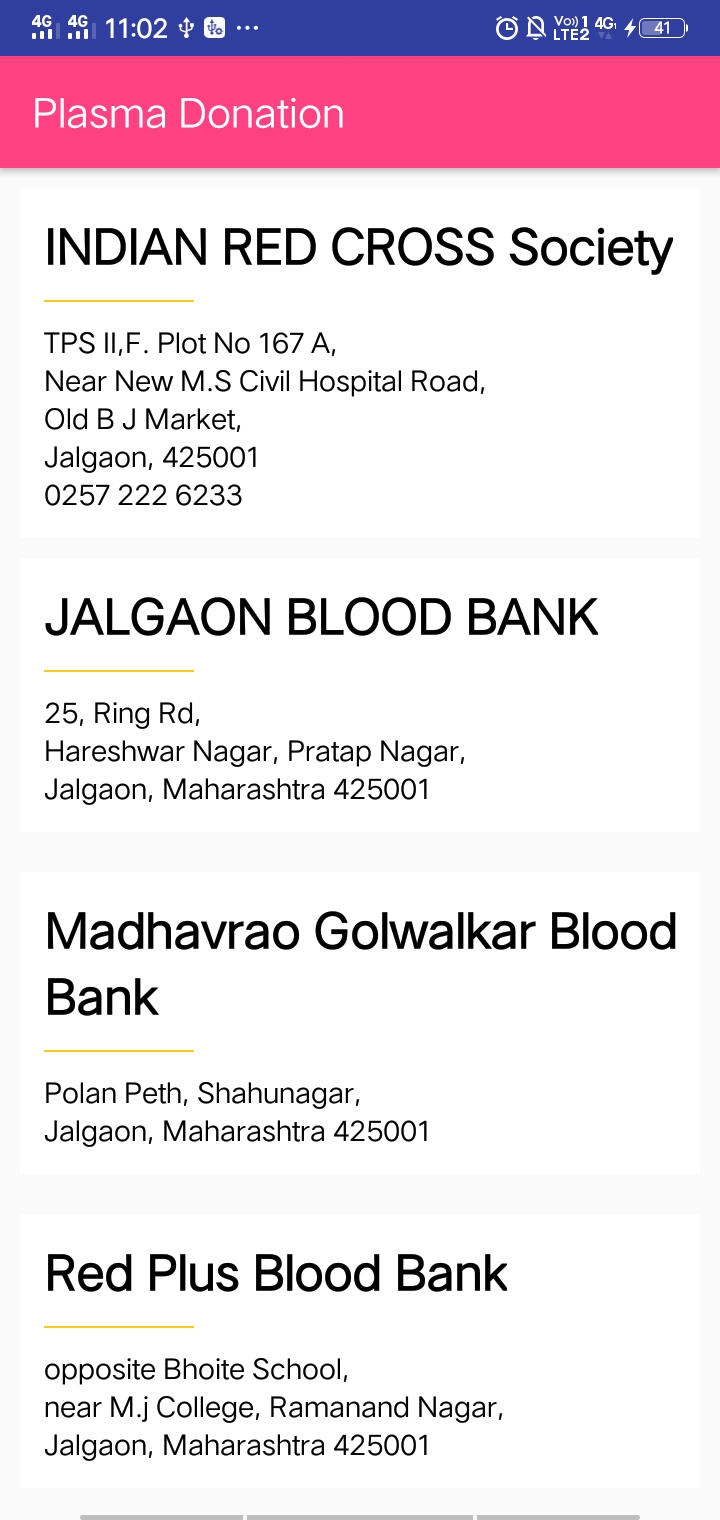 4G 4G 11:02 ...
Vo)) 1 LTE2 4G 41
Plasma Donation
INDIAN RED CROSS Society
TPS II,F. Plot No 167 A,
Near New M.S Civil Hospital Road,
Old B J Market,
Jalgaon, 425001
0257 222 6233
JALGAON BLOOD BANK
25, Ring Rd,
Hareshwar Nagar, Pratap Nagar,
Jalgaon, Maharashtra 425001
Madhavrao Golwalkar Blood
Bank
Polan Peth, Shahunagar,
Jalgaon, Maharashtra 425001
Red Plus Blood Bank
opposite Bhoite School,
near M.j College, Ramanand Nagar,
Jalgaon, Maharashtra 425001